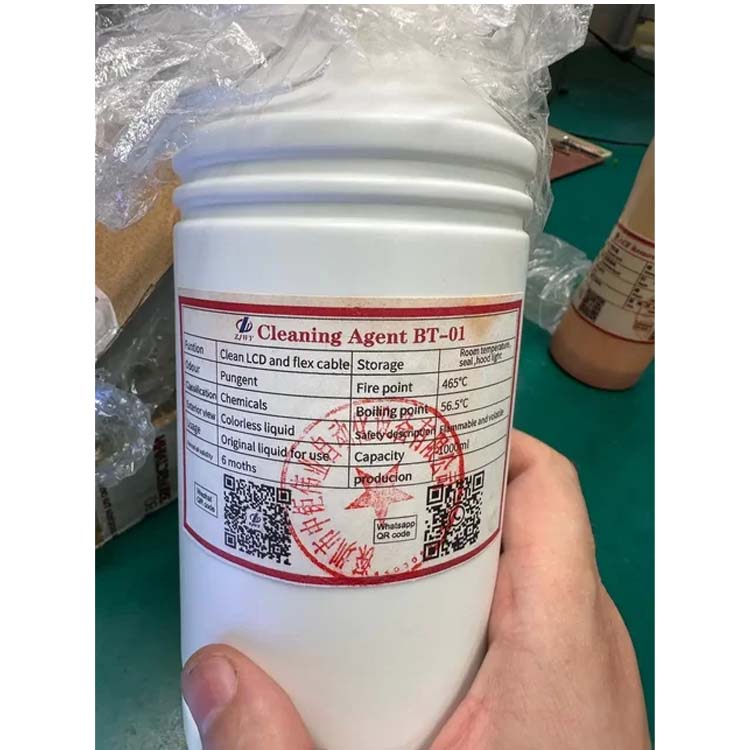 ZJWY Cleaning Agent BT-01
Funtion Clean LCD and flex cable Storage Room temperature, seal ,hood light
Odour Pungent Fire point 465°C
Classification Chemicals Boiling point 56.5°C
Exterior view Colorless liquid Safety description Flammable and volatile
Usage Original liquid for use Capacity 1000ml
validity 6 moths producion
Wechat QR code
Whatsapp QR code